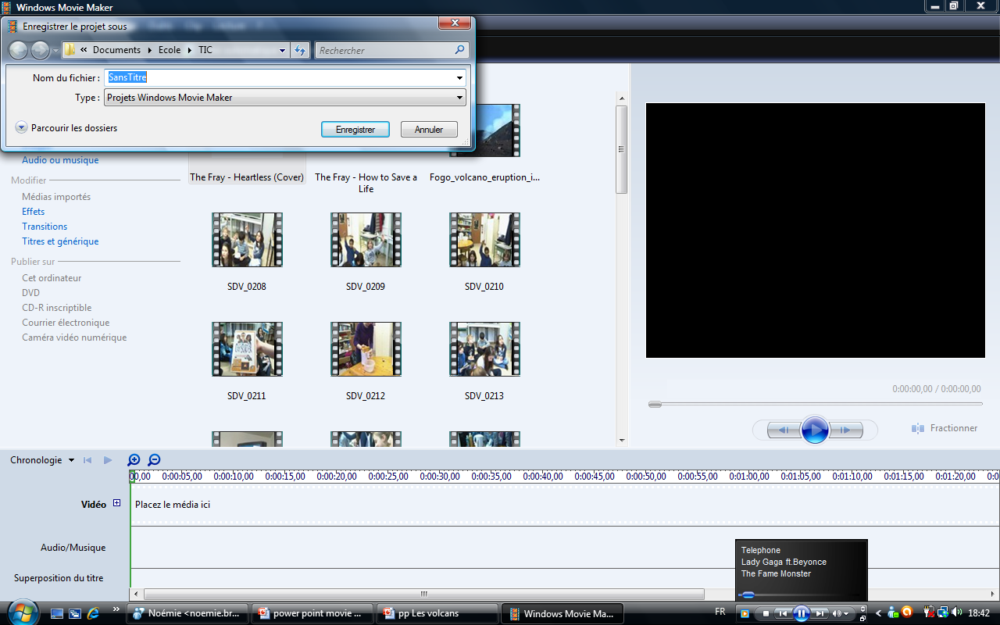 Windows Movie Maker
Enregistrer le projet sous
« Documents Ecole TIC
Rechercher
Nom du fichier : SansTitre
Type : Projets Windows Movie Maker
Parcourir les dossiers
Enregistrer
Annuler
Audio ou musique
Modifier
Médias importés
Effets
Transitions
Titres et générique
Publier sur
Cet ordinateur
DVD
CD-R inscriptible
Courrier électronique
Caméra vidéo numérique
The Fray - Heartless (Cover)
The Fray - How to Save a
Life
Fogo_volcano_eruption_i...
SDV_0208
SDV_0209
SDV_0210
SDV_0211
SDV_0212
SDV_0213
0:00:00,00 / 0:00:00,00
Fractionner
Chronologie
00,00 0:00:05,00 0:00:10,00 0:00:15,00 0:00:20,00 0:00:25,00 0:00:30,00 0:00:35,00 0:00:40,00 0:00:45,00 0:00:50,00 0:00:55,00 0:01:00,00 0:01:05,00 0:01:10,00 0:01:15,00 0:01:20,00 0:0
Vidéo
Placez le média ici
Audio/Musique
Superposition du titre
Telephone
Lady Gaga ft.Beyonce
The Fame Monster
Noémie <noemie.br...
power point movie ...
pp Les volcans
Windows Movie Ma...
FR
18:42